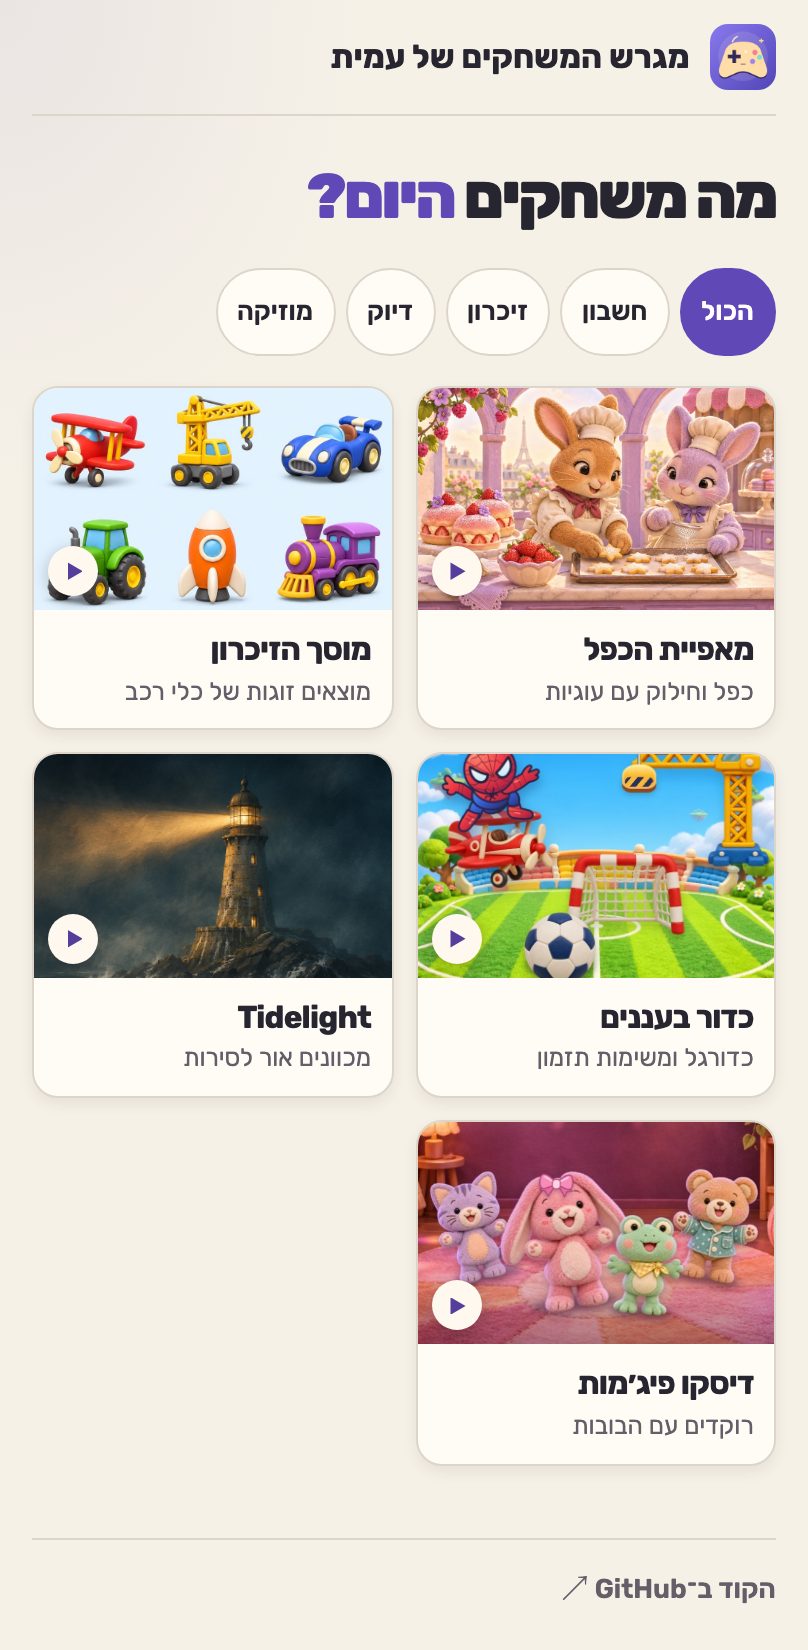 מגרש המשחקים של עמית
מה משחקים היום?
הכול
חשבון
זיכרון
דיוק
מוזיקה
מאפיית הכפל
כפל וחילוק עם עוגיות
מוסך הזיכרון
מוצאים זוגות של כלי רכב
כדור בעננים
כדורגל ומשימות תזמון
Tidelight
מכוונים אור לסירות
דיסקו פיג׳מות
רוקדים עם הבובות
הקוד ב־GitHub ↗